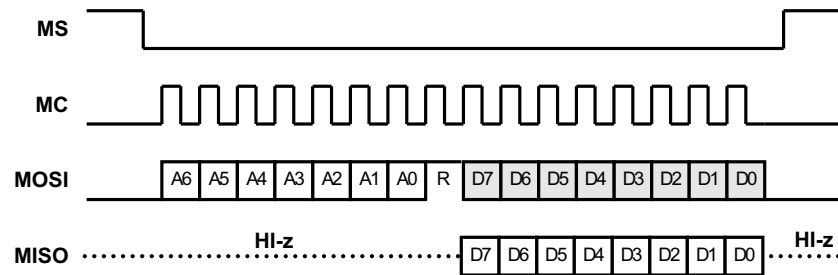 MS
MC
MOSI A6 A5 A4 A3 A2 A1 A0 R D7 D6 D5 D4 D3 D2 D1 D0
HI-z HI-z
MISO D7 D6 D5 D4 D3 D2 D1 D0